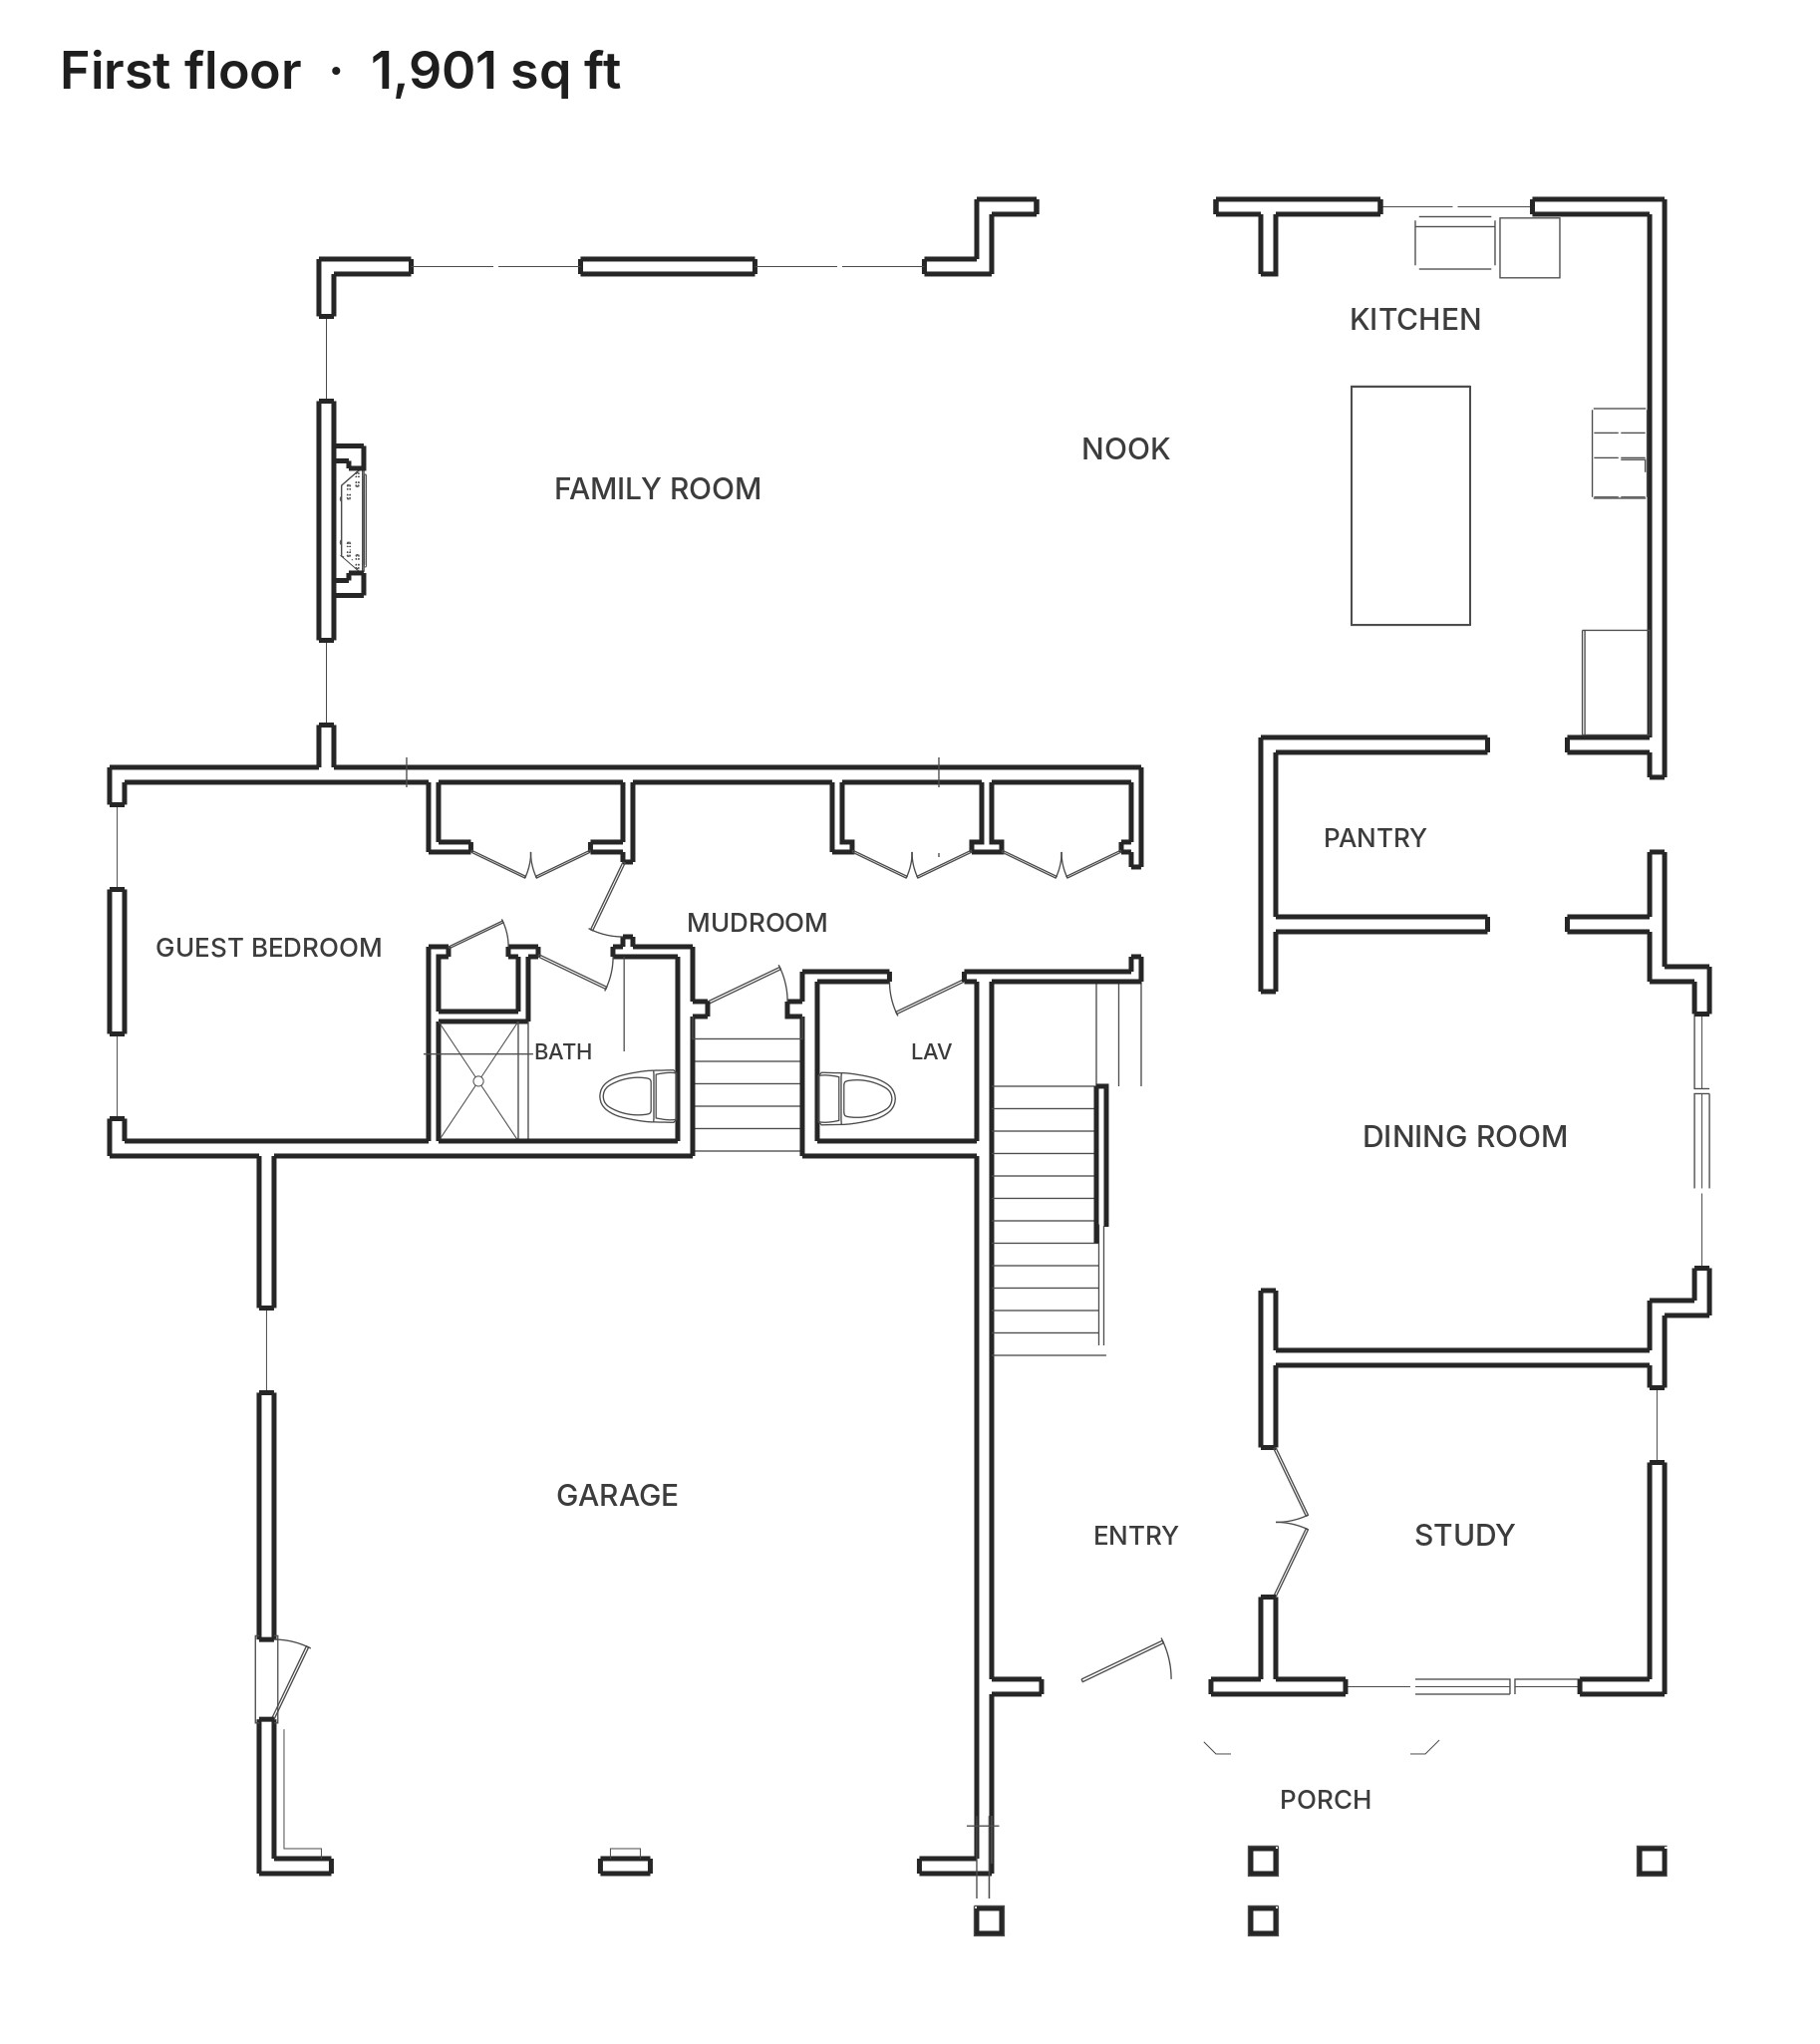 First floor · 1,901 sq ft
KITCHEN
NOOK
FAMILY ROOM
PANTRY
MUDROOM
GUEST BEDROOM
BATH
LAV
DINING ROOM
GARAGE
ENTRY
STUDY
PORCH